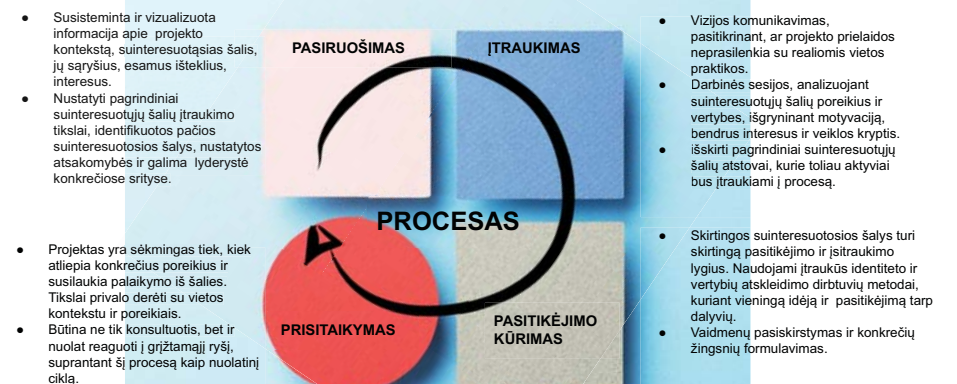 ● Susisteminta ir vizualizuota
informacija apie projekto
kontekstą, suinteresuotąsias šalis,
jų sąryšius, esamus išteklius,
interesus.
● Nustatyti pagrindiniai
suinteresuotųjų šalių įtraukimo
tikslai, identifikuotos pačios
suinteresuotosios šalys, nustatytos
atsakomybės ir galima lyderystė
konkrečiose srityse.
PASIRUOŠIMAS
ĮTRAUKIMAS
● Vizijos komunikavimas,
pasitikrinant, ar projekto prielaidos
neprasilenkia su realiomis vietos
praktikos.
● Darbinės sesijos, analizuojant
suinteresuotųjų šalių poreikius ir
vertybes, išgryninant motyvaciją,
bendrus interesus ir veiklos kryptis.
● išskirti pagrindiniai suinteresuotųjų
šalių atstovai, kurie toliau aktyviai
bus įtraukiami į procesą.
PROCESAS
● Projektas yra sėkmingas tiek, kiek
atliepia konkrečius poreikius ir
susilaukia palaikymo iš šalies.
Tikslai privalo derėti su vietos
kontekstu ir poreikiais.
● Būtina ne tik konsultuotis, bet ir
nuolat reaguoti į grįžtamąjį ryšį,
suprantant šį procesą kaip nuolatinį
ciklą.
PRISITAIKYMAS
PASITIKĖJIMO
KŪRIMAS
● Skirtingos suinteresuotosios šalys turi
skirtingą pasitikėjimo ir įsitraukimo
lygius. Naudojami įtraukūs identiteto ir
vertybių atskleidimo dirbtuvių metodai,
kuriant vieningą idėją ir pasitikėjimą tarp
dalyvių.
● Vaidmenų pasiskirstymas ir konkrečių
žingsnių formulavimas.